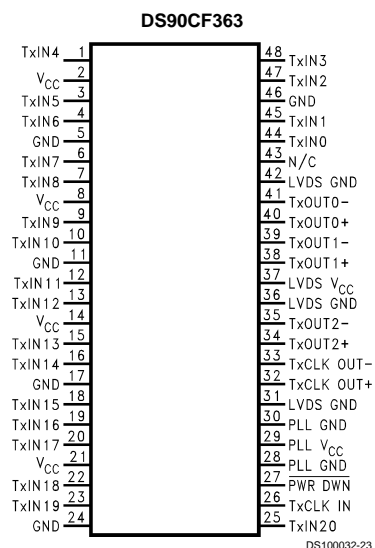 DS90CF363
TxIN4 1
VCC 2
TxIN5 3
TxIN6 4
GND 5
TxIN7 6
TxIN8 7
VCC 8
TxIN9 9
TxIN10 10
GND 11
TxIN11 12
TxIN12 13
VCC 14
TxIN13 15
TxIN14 16
GND 17
TxIN15 18
TxIN16 19
TxIN17 20
VCC 21
TxIN18 22
TxIN19 23
GND 24
48 TxIN3
47 TxIN2
46 GND
45 TxIN1
44 TxIN0
43 N/C
42 LVDS GND
41 TxOUT0-
40 TxOUT0+
39 TxOUT1-
38 TxOUT1+
37 LVDS VCC
36 LVDS GND
35 TxOUT2-
34 TxOUT2+
33 TxCLK OUT-
32 TxCLK OUT+
31 LVDS GND
30 PLL GND
29 PLL VCC
28 PLL GND
27 PWR DWN
26 TxCLK IN
25 TxIN20
DS100032-23